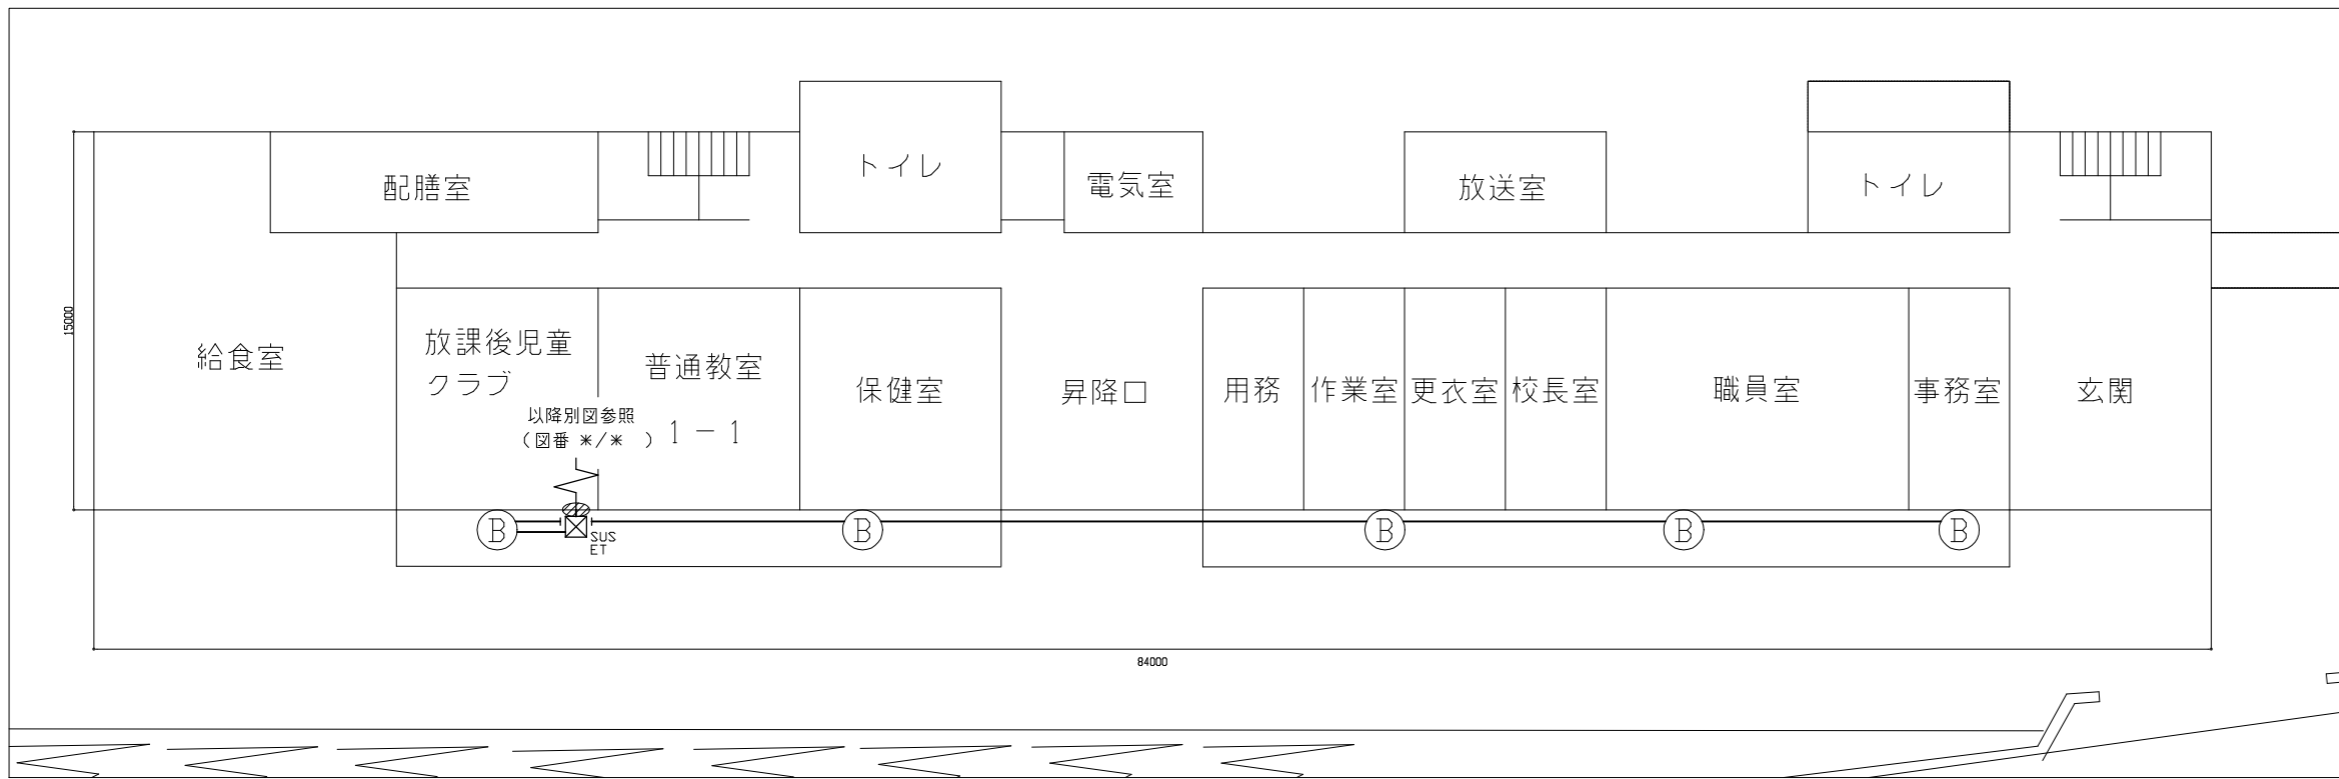 トイレ
配膳室
電気室
放送室
トイレ
15000
給食室
放課後児童
クラブ
普通教室
1－1
保健室
昇降口
用務
作業室
更衣室
校長室
職員室
事務室
玄関
以降別図参照
（図番 ＊/＊ ）
B
SUS
ET
B
B
B
B
84000